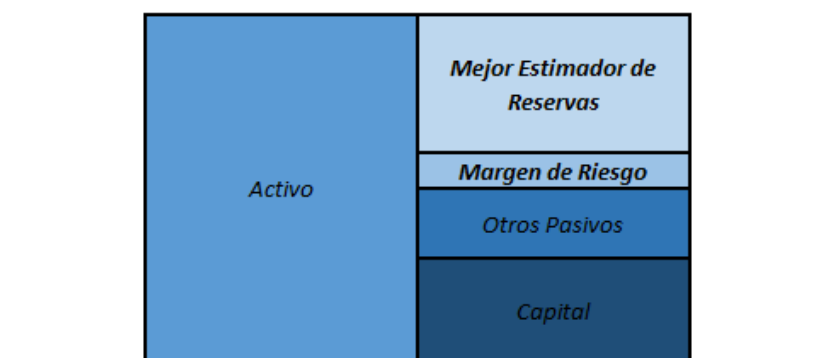 Activo
Mejor Estimador de
Reservas
Margen de Riesgo
Otros Pasivos
Capital